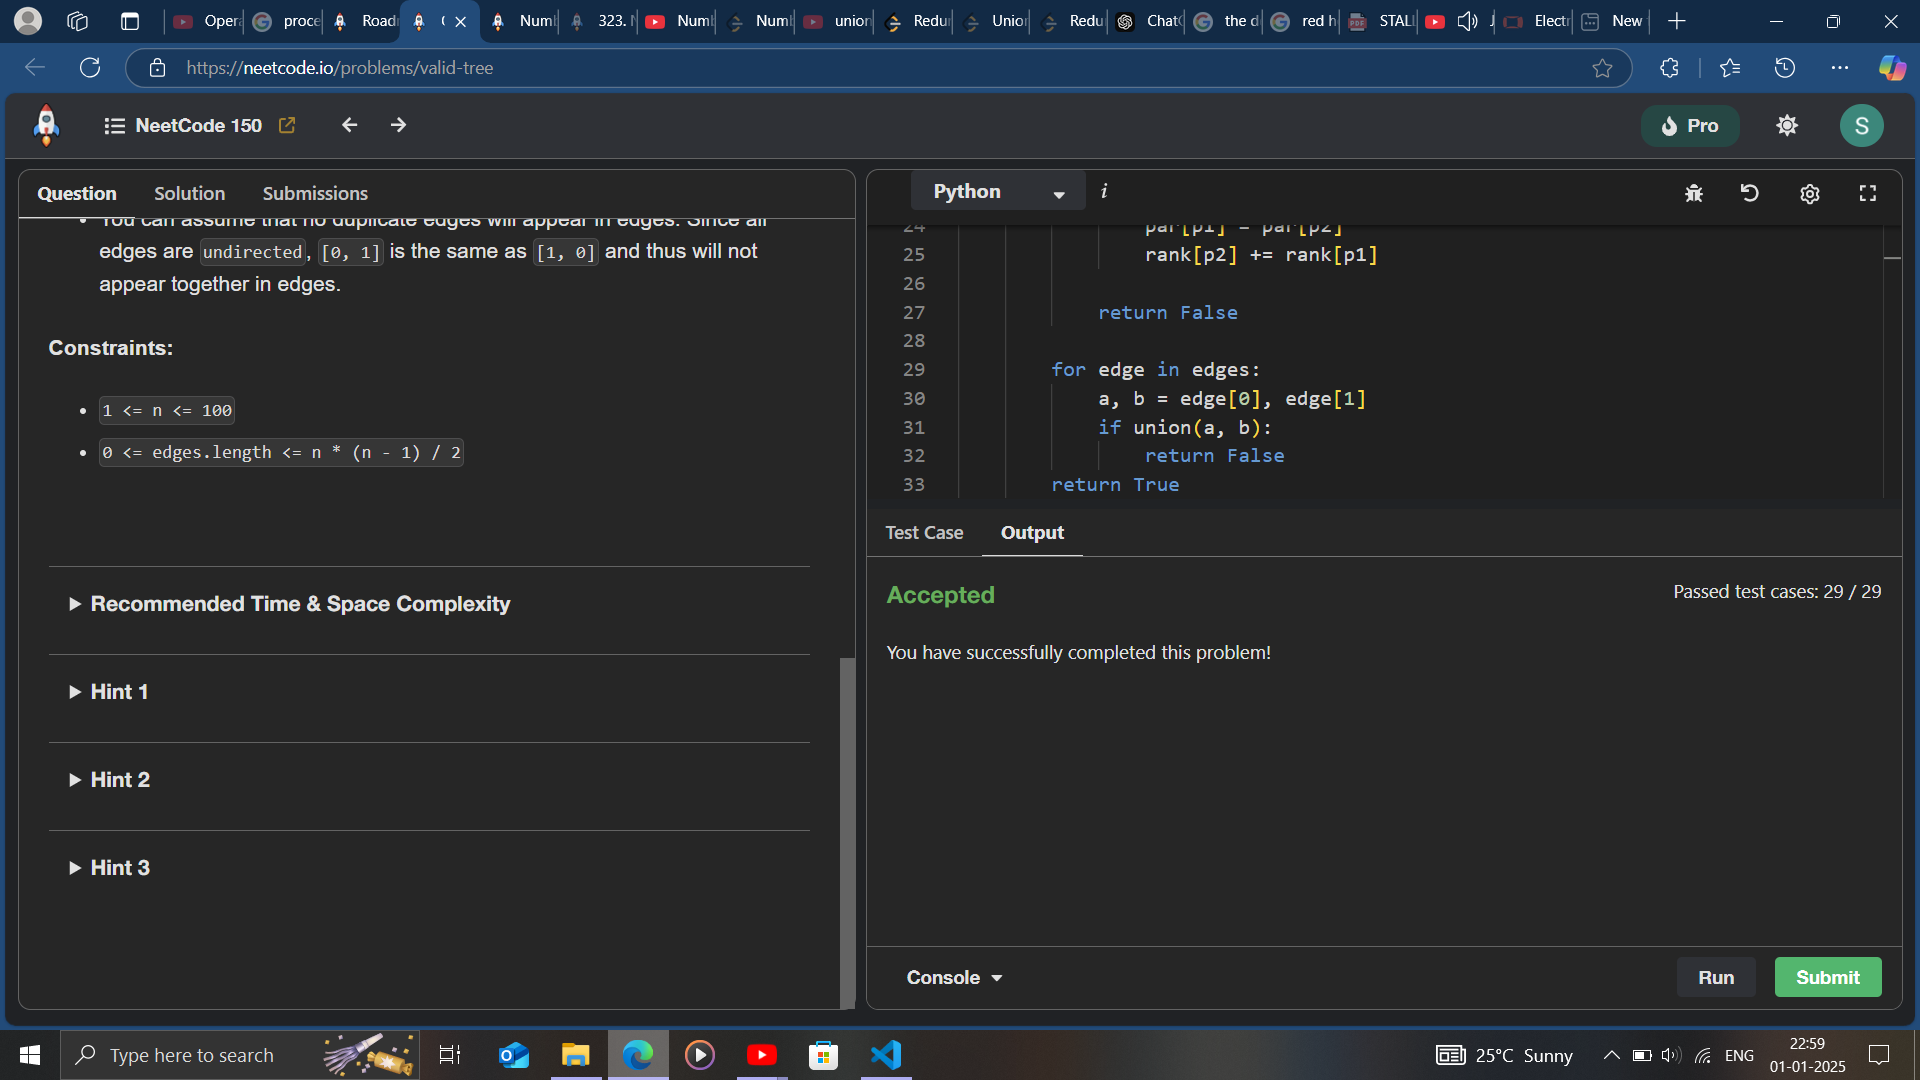 Opera
proce
Roadr
Numl
323. N
Numb
Numt
union
Redu
Union
Redu
Chat
the d
red h
STALL
Electr
New
https://neetcode.io/problems/valid-tree
NeetCode 150
Pro
S
Question
Solution
Submissions
You can assume that no duplicate edges will appear in edges. Since all
edges are undirected, [0, 1] is the same as [1, 0] and thus will not
appear together in edges.
Constraints:
1 <= n <= 100
0 <= edges.length <= n * (n - 1) / 2
Recommended Time & Space Complexity
Hint 1
Hint 2
Hint 3
Python
i
24 par[p1] = par[p2]
25 rank[p2] += rank[p1]
26
27 return False
28
29 for edge in edges:
30 a, b = edge[0], edge[1]
31 if union(a, b):
32 return False
33 return True
Test Case
Output
Accepted
Passed test cases: 29 / 29
You have successfully completed this problem!
Console
Run
Submit
Type here to search
25°C Sunny
ENG
22:59
01-01-2025